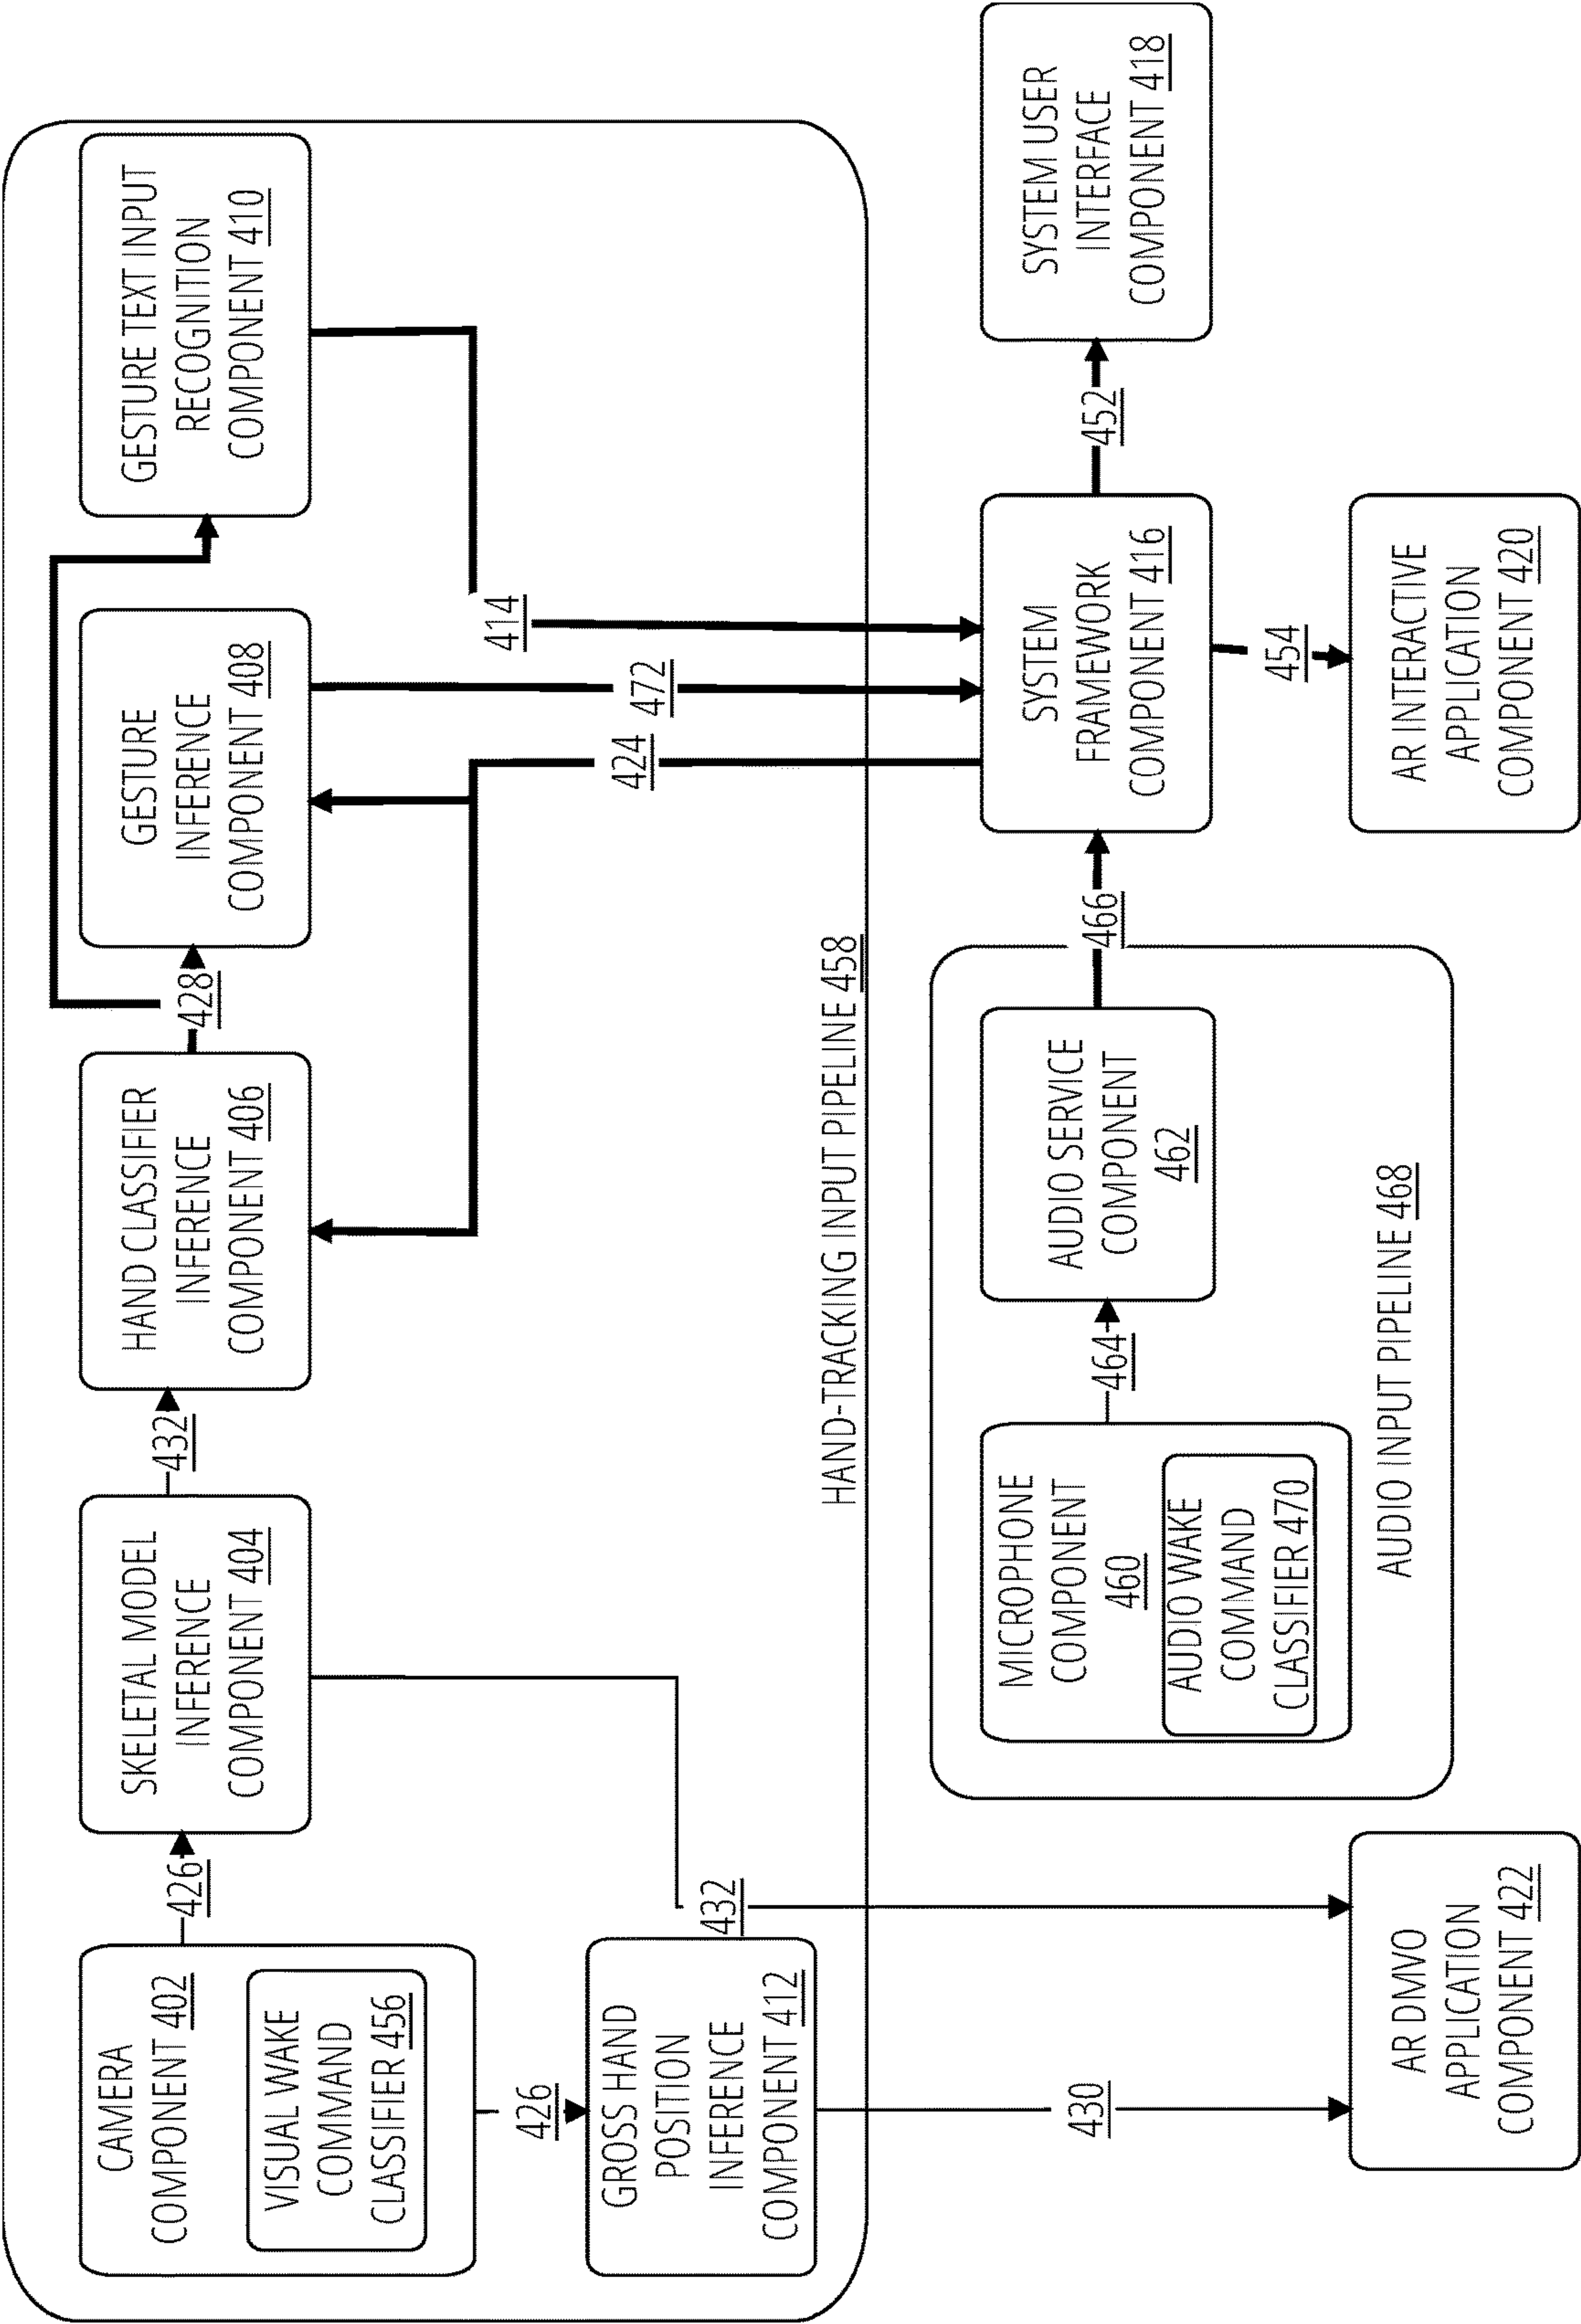 CAMERA
COMPONENT 402
VISUAL WAKE
COMMAND
CLASSIFIER 456
426
SKELETAL MODEL
INFERENCE
COMPONENT 404
432
HAND CLASSIFIER
INFERENCE
COMPONENT 406
428
GESTURE
INFERENCE
COMPONENT 408
GESTURE TEXT INPUT
RECOGNITION
COMPONENT 410
426
GROSS HAND
POSITION
INFERENCE
COMPONENT 412
432
414
472
424
HAND-TRACKING INPUT PIPELINE 458
430
AR DMVO
APPLICATION
COMPONENT 422
MICROPHONE
COMPONENT
460
AUDIO WAKE
COMMAND
CLASSIFIER 470
464
AUDIO SERVICE
COMPONENT
462
AUDIO INPUT PIPELINE 468
466
SYSTEM
FRAMEWORK
COMPONENT 416
452
SYSTEM USER
INTERFACE
COMPONENT 418
454
AR INTERACTIVE
APPLICATION
COMPONENT 420